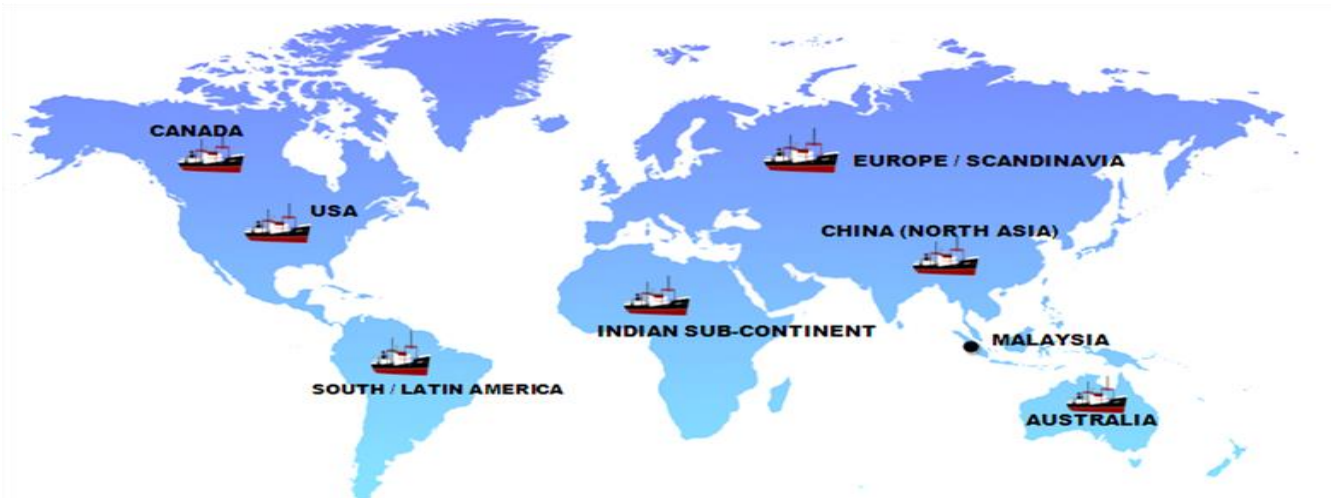 CANADA
EUROPE / SCANDINAVIA
USA
CHINA (NORTH ASIA)
INDIAN SUB-CONTINENT
MALAYSIA
SOUTH / LATIN AMERICA
AUSTRALIA